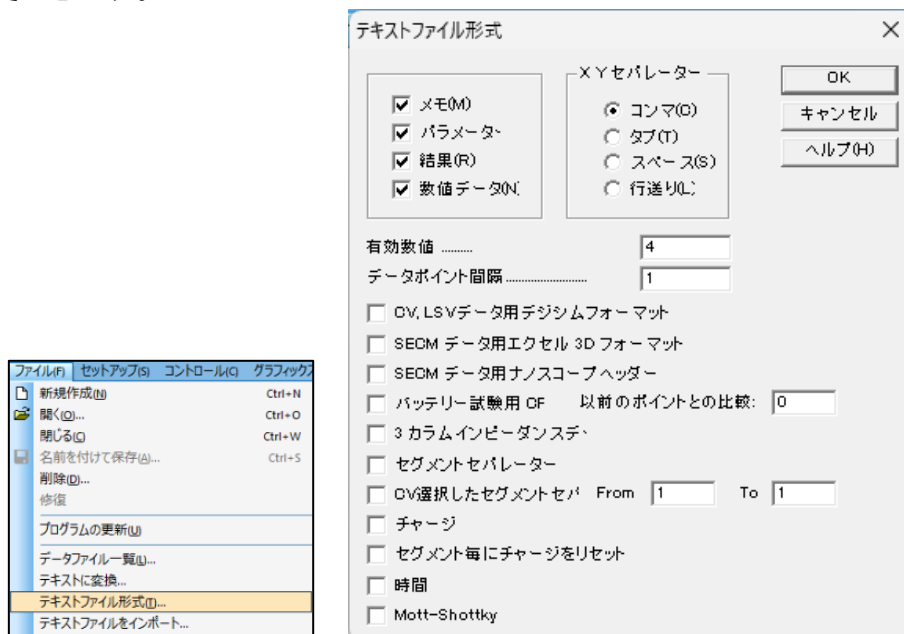 テキストファイル形式
メモ(M)
パラメータ
結果(R)
数値データ(N)
XYセパレーター
コンマ(C)
タブ(T)
スペース(S)
行送り(L)
OK
キャンセル
ヘルプ(H)
有効数値 ......... 4
データポイント間隔 ........................ 1
CV, LSVデータ用デジシムフォーマット
SECM データ用エクセル 3D フォーマット
SECM データ用ナノスコープヘッダー
バッテリー試験用 CF 以前のポイントとの比較: 0
3 カラムインピーダンスデ
セグメントセパレーター
CV選択したセグメントセパ From 1 To 1
チャージ
セグメント毎にチャージをリセット
時間
Mott-Shottky
ファイル(F) セットアップ(S) コントロール(C) グラフィックス
新規作成(N) Ctrl+N
開く(O)... Ctrl+O
閉じる(C) Ctrl+W
名前を付けて保存(A)... Ctrl+S
削除(D)...
修復
プログラムの更新(U)
データファイル一覧(L)...
テキストに変換...
テキストファイル形式(T)...
テキストファイルをインポート...